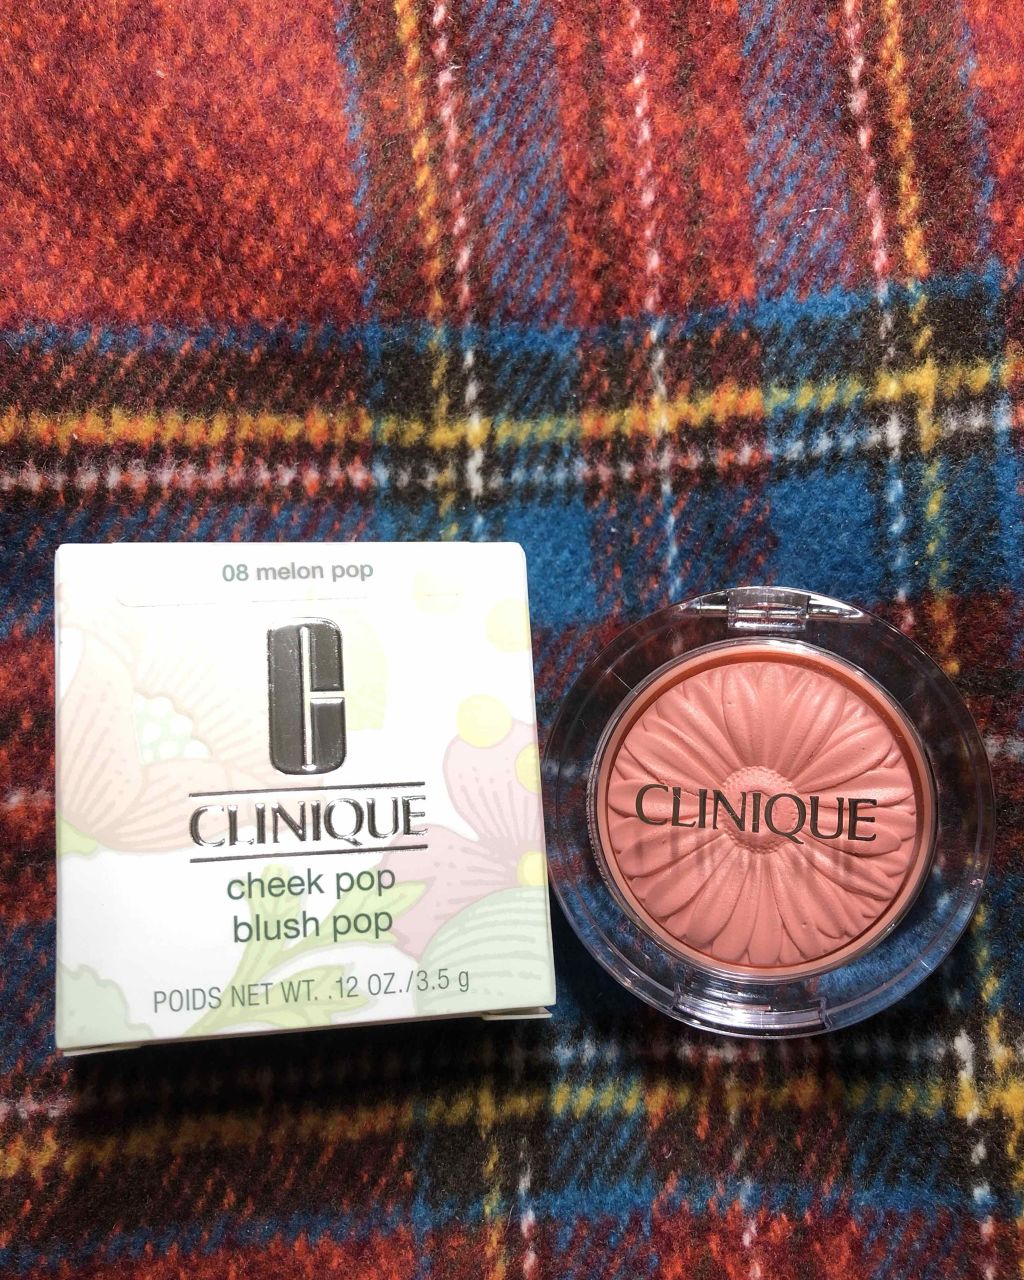 08 melon pop
CLINIQUE
cheek pop
blush pop
POIDS NET WT. .12 OZ./3.5 g
CLINIQUE